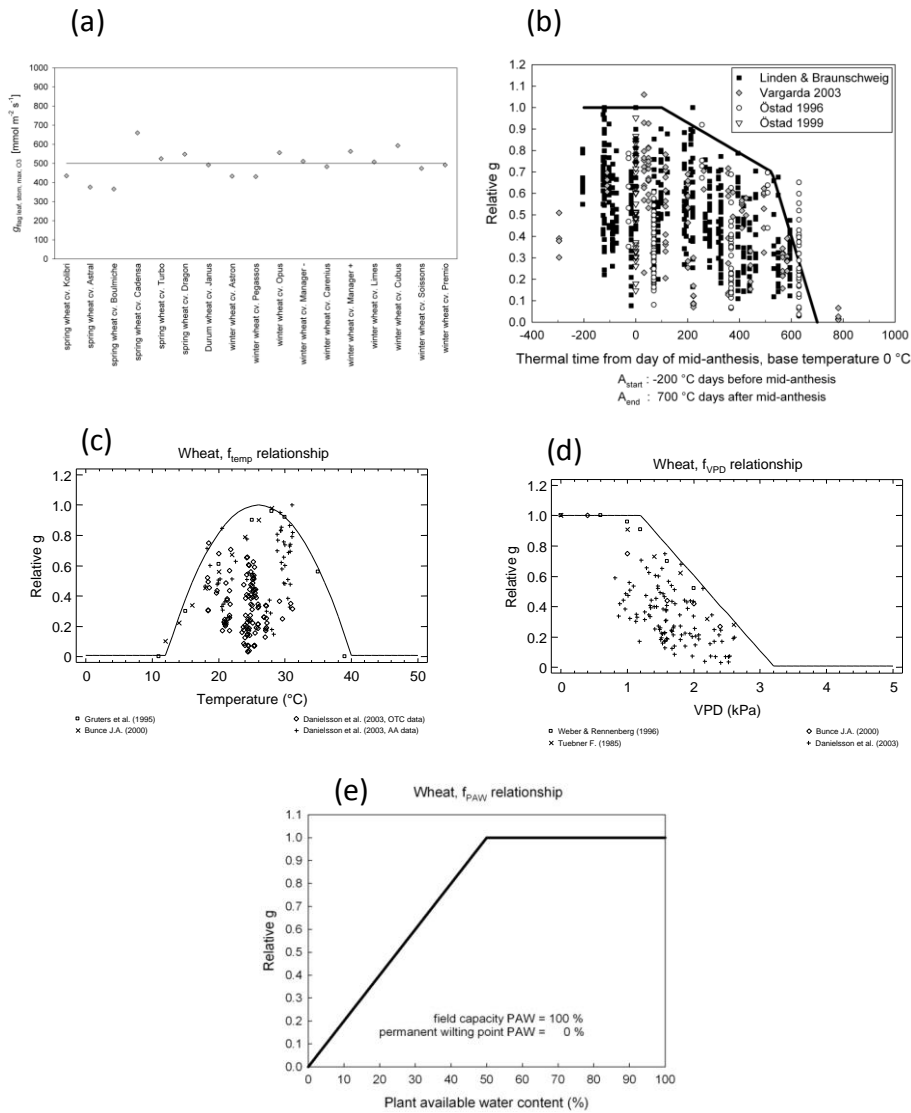 (a)
g flag leaf, stom, max, O3 [mmol m-2 s-1]
1000
900
800
700
600
500
400
300
200
100
0
spring wheat cv. Kolibri
spring wheat cv. Astral
spring wheat cv. Boulmiche
spring wheat cv. Cadensa
spring wheat cv. Turbo
spring wheat cv. Dragon
Durum wheat cv. Janus
winter wheat cv. Astron
winter wheat cv. Pegassos
winter wheat cv. Opus
winter wheat cv. Manager -
winter wheat cv. Carenius
winter wheat cv. Manager +
winter wheat cv. Limes
winter wheat cv. Cubus
winter wheat cv. Soissons
winter wheat cv. Premio
(b)
Relative g
1.2
1.1
1.0
0.9
0.8
0.7
0.6
0.5
0.4
0.3
0.2
0.1
0.0
Linden & Braunschweig
Vargarda 2003
Östad 1996
Östad 1999
-400 -200 0 200 400 600 800 1000
Thermal time from day of mid-anthesis, base temperature 0 °C
Astart : -200 °C days before mid-anthesis
Aend : 700 °C days after mid-anthesis
(c)
Wheat, ftemp relationship
Relative g
1.2
1.0
0.8
0.6
0.4
0.2
0
0 10 20 30 40 50
Temperature (°C)
Gruters et al. (1995)
Bunce J.A. (2000)
Danielsson et al. (2003, OTC data)
Danielsson et al. (2003, AA data)
(d)
Wheat, fVPD relationship
Relative g
1.2
1
0.8
0.6
0.4
0.2
0
0 1 2 3 4 5
VPD (kPa)
Weber & Rennenberg (1996)
Tuebner F. (1985)
Bunce J.A. (2000)
Danielsson et al. (2003)
(e)
Wheat, fPAW relationship
Relative g
1.1
1.0
0.9
0.8
0.7
0.6
0.5
0.4
0.3
0.2
0.1
0.0
field capacity PAW = 100 %
permanent wilting point PAW = 0 %
0 10 20 30 40 50 60 70 80 90 100
Plant available water content (%)